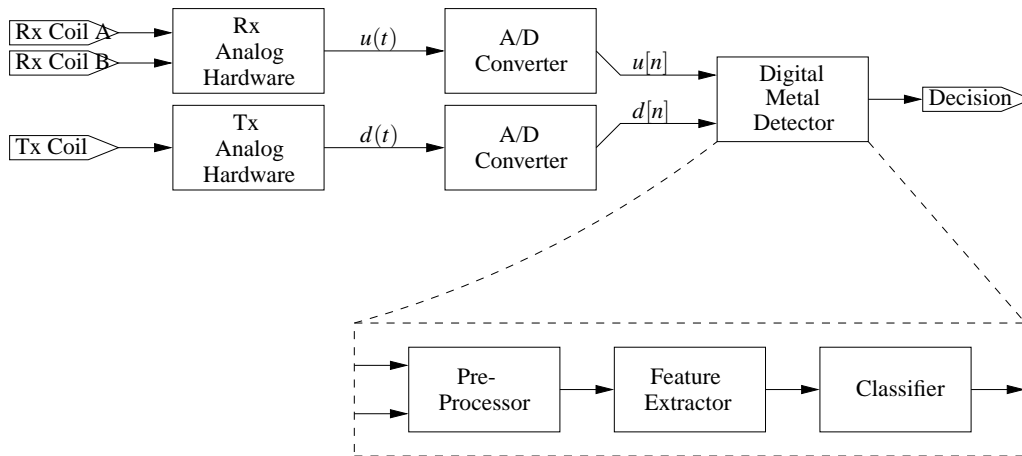 Rx Coil A
Rx Coil B
Rx
Analog
Hardware
u(t)
A/D
Converter
u[n]
Digital
Metal
Detector
Decision
Tx Coil
Tx
Analog
Hardware
d(t)
A/D
Converter
d[n]
Pre-
Processor
Feature
Extractor
Classifier